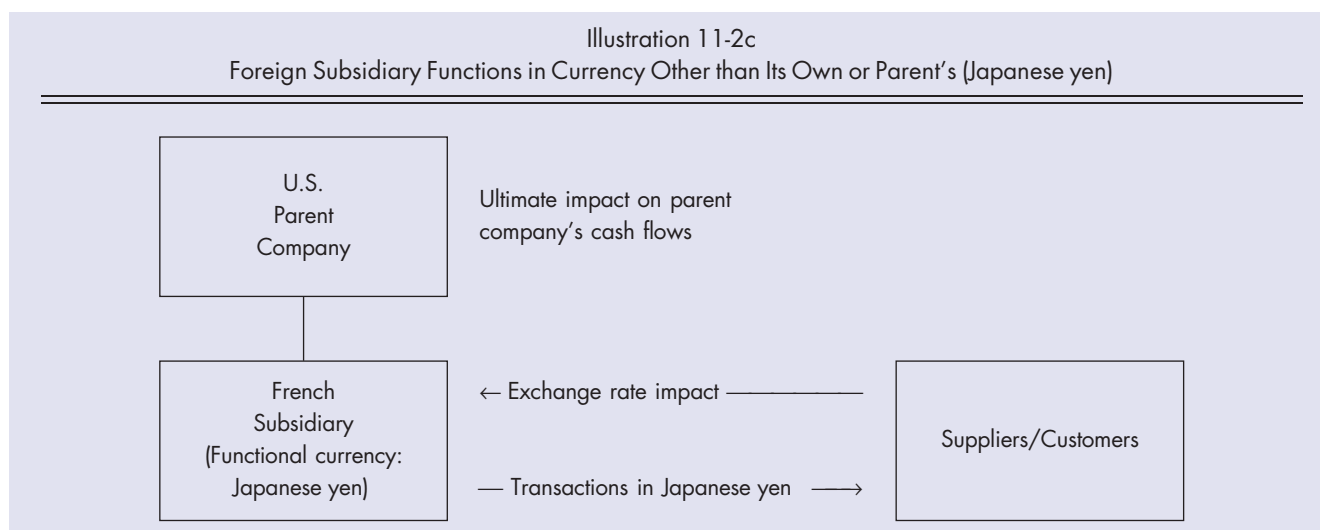 Illustration 11-2c
Foreign Subsidiary Functions in Currency Other than Its Own or Parent's (Japanese yen)
U.S.
Parent
Company
Ultimate impact on parent
company's cash flows
French
Subsidiary
(Functional currency:
Japanese yen)
← Exchange rate impact
Transactions in Japanese yen →
Suppliers/Customers